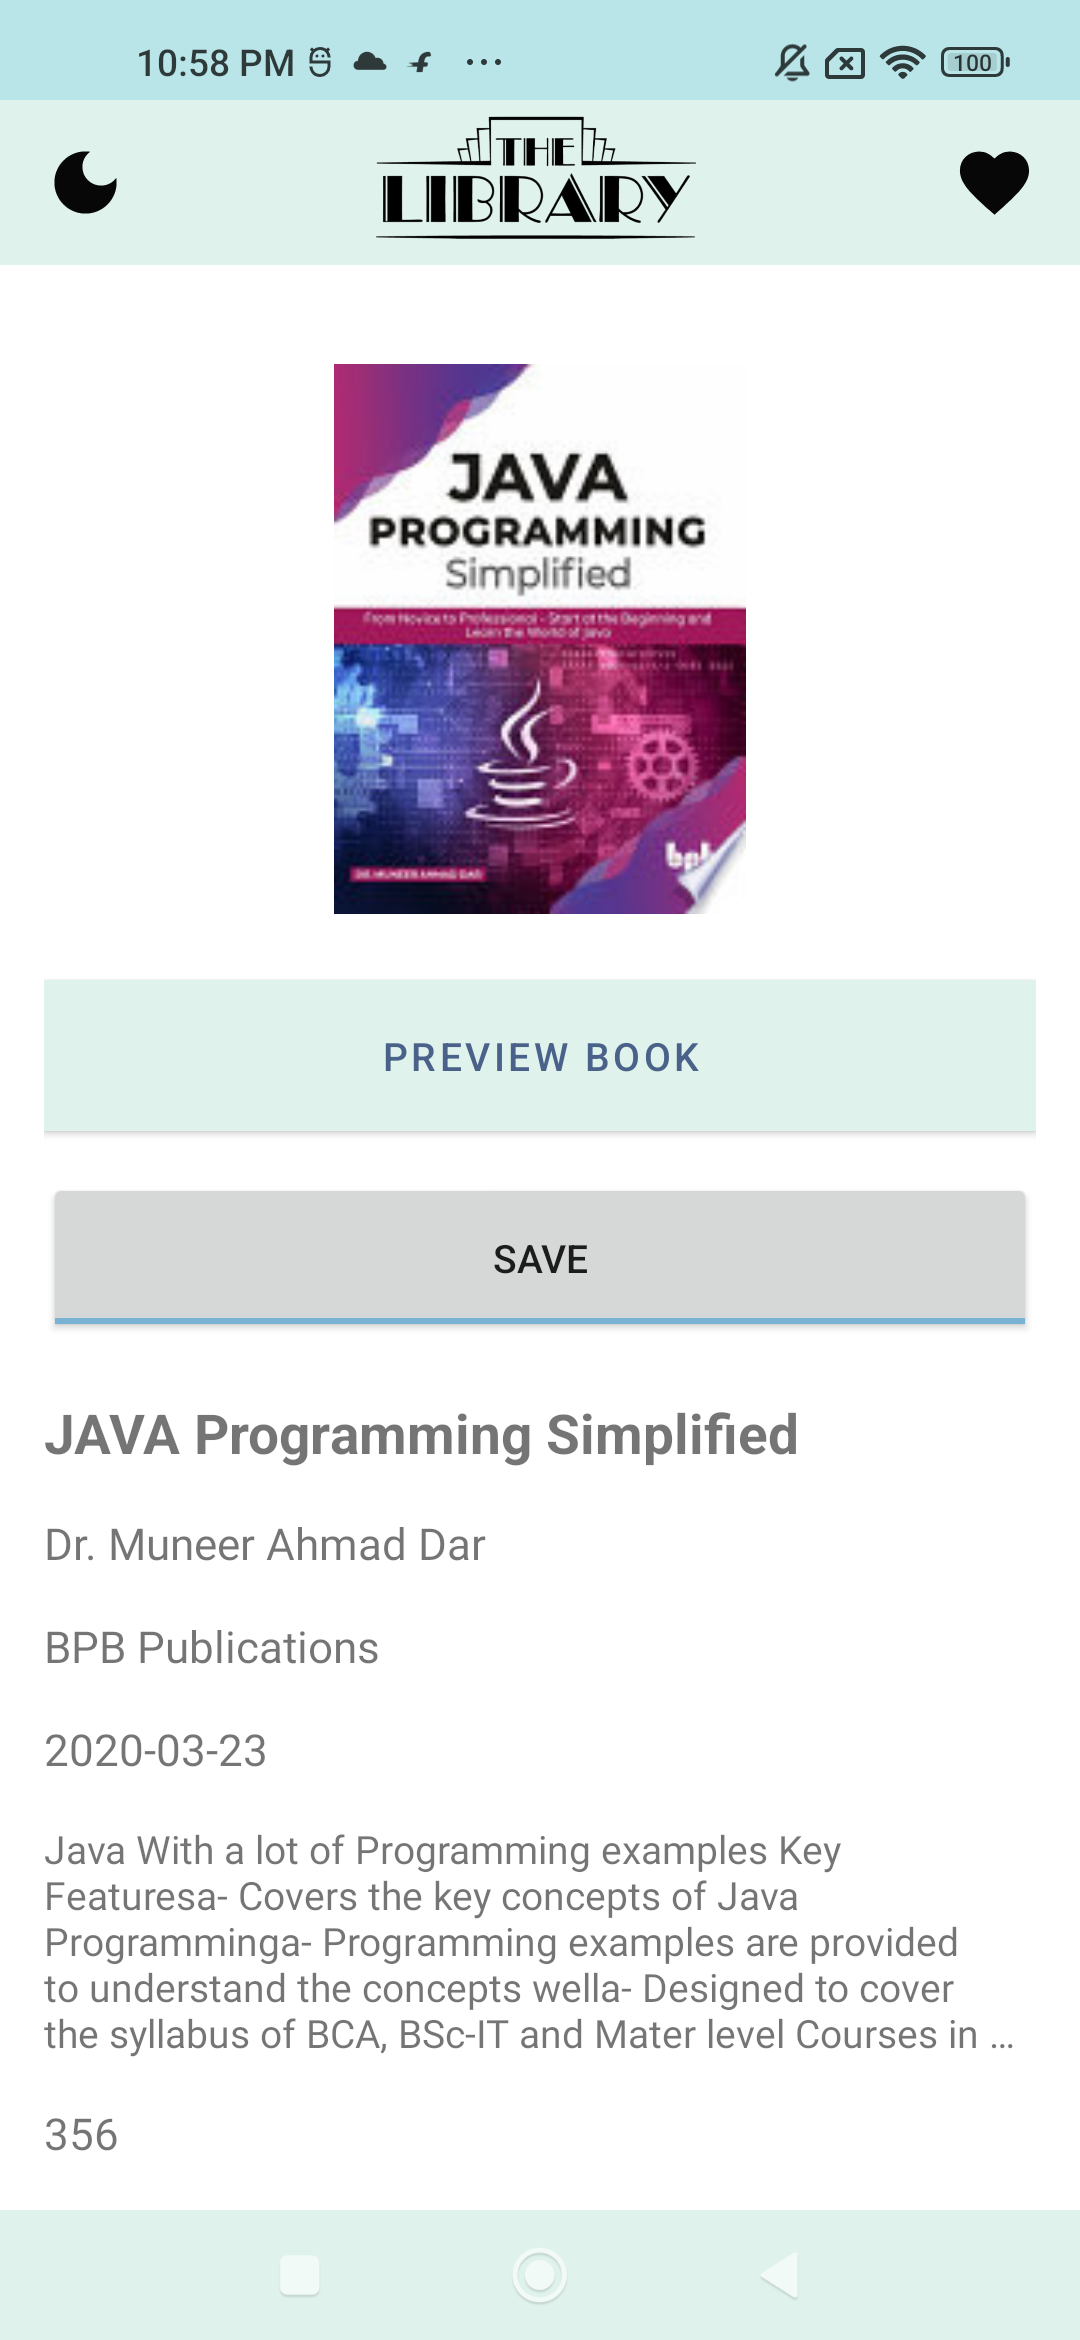 10:58 PM
100
THE
LIBRARY
JAVA
PROGRAMMING
Simplified
From Novice to Professional - Start at the Beginning and
Learn the World of Java
DR. MUNEER AHMAD DAR
bpb
PREVIEW BOOK
SAVE
JAVA Programming Simplified
Dr. Muneer Ahmad Dar
BPB Publications
2020-03-23
Java With a lot of Programming examples Key
Featuresa- Covers the key concepts of Java
Programminga- Programming examples are provided
to understand the concepts wella- Designed to cover
the syllabus of BCA, BSc-IT and Mater level Courses in ...
356